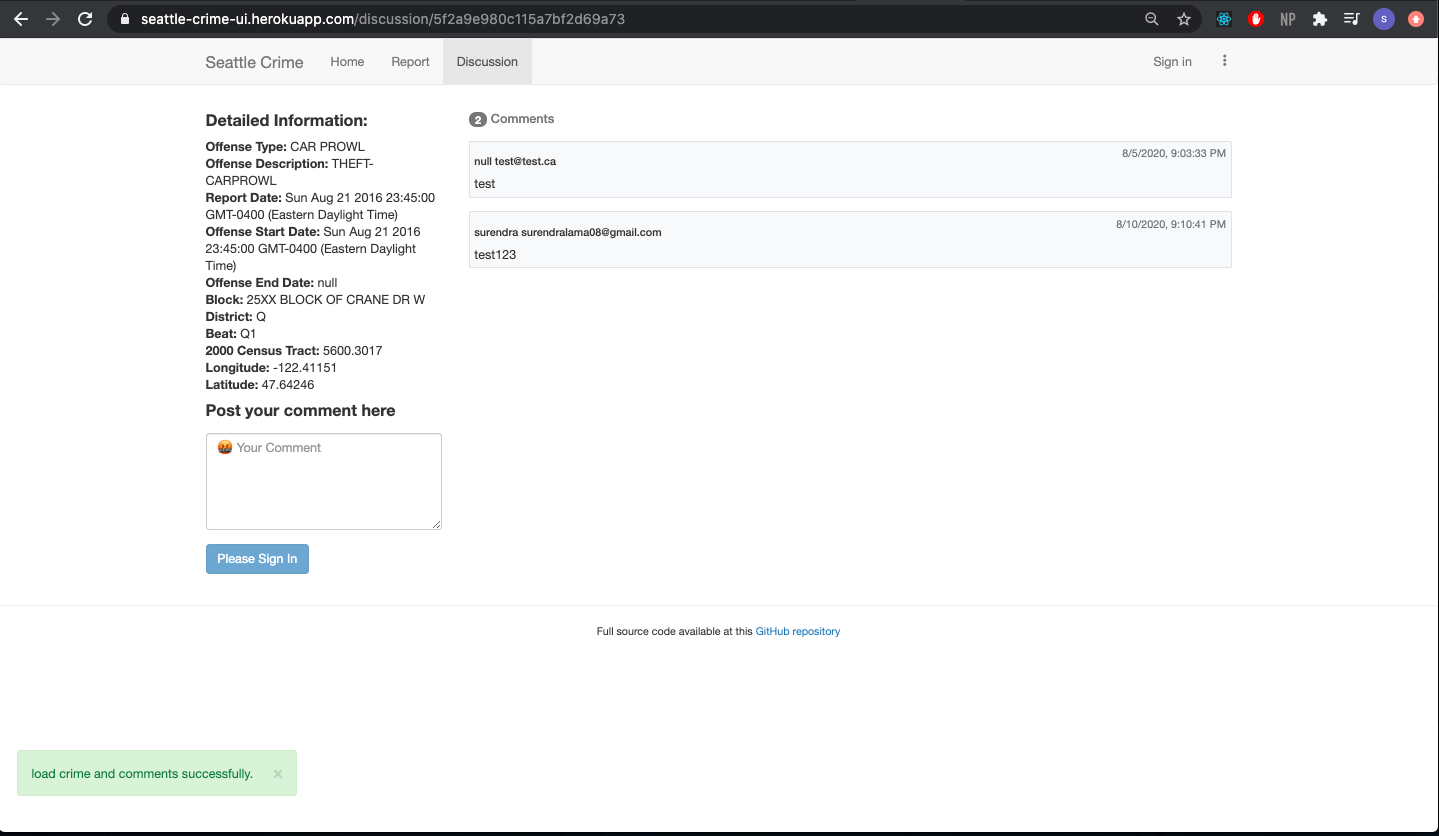 seattle-crime-ui.herokuapp.com/discussion/5f2a9e980c115a7bf2d69a73
NP
S
Seattle Crime Home Report Discussion Sign in
Detailed Information:
Offense Type: CAR PROWL
Offense Description: THEFT-
CARPROWL
Report Date: Sun Aug 21 2016 23:45:00
GMT-0400 (Eastern Daylight Time)
Offense Start Date: Sun Aug 21 2016
23:45:00 GMT-0400 (Eastern Daylight
Time)
Offense End Date: null
Block: 25XX BLOCK OF CRANE DR W
District: Q
Beat: Q1
2000 Census Tract: 5600.3017
Longitude: -122.41151
Latitude: 47.64246
Post your comment here
🤬 Your Comment
Please Sign In
2 Comments
null test@test.ca 8/5/2020, 9:03:33 PM
test
surendra surendralama08@gmail.com 8/10/2020, 9:10:41 PM
test123
Full source code available at this GitHub repository
load crime and comments successfully. ×